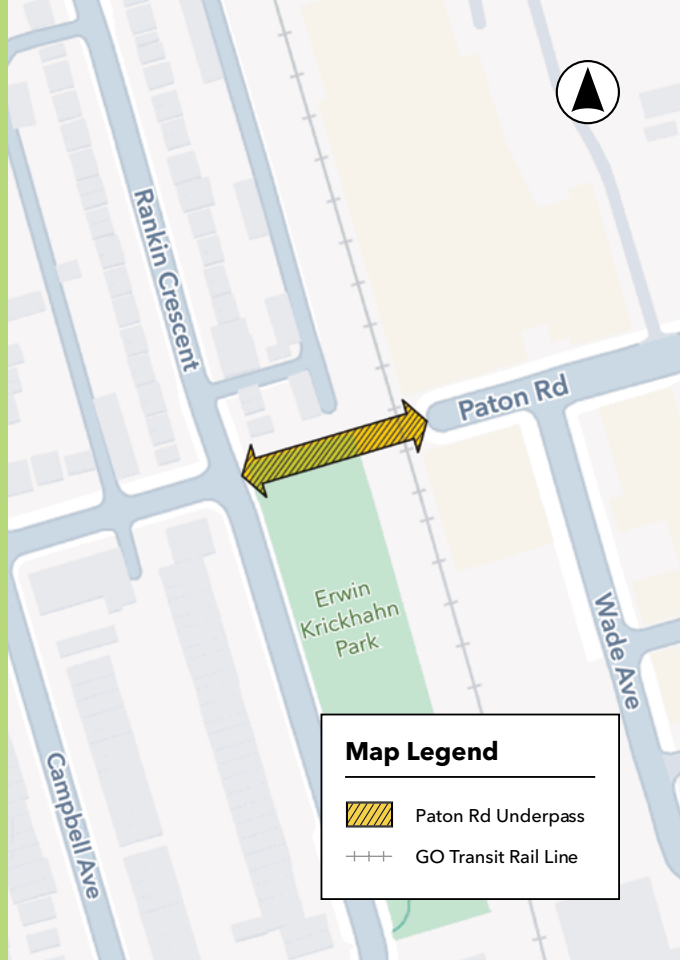 Rankin Crescent
Paton Rd
Erwin
Krickhahn
Park
Wade Ave
Campbell Ave
Map Legend
Paton Rd Underpass
GO Transit Rail Line